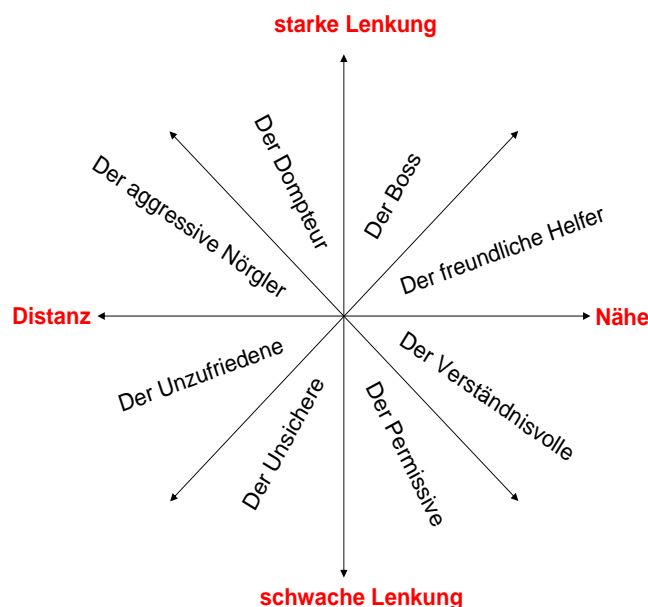 starke Lenkung
Der Dompteur
Der Boss
Der aggressive Nörgler
Der freundliche Helfer
Distanz
Nähe
Der Unzufriedene
Der Verständnisvolle
Der Unsichere
Der Permissive
schwache Lenkung